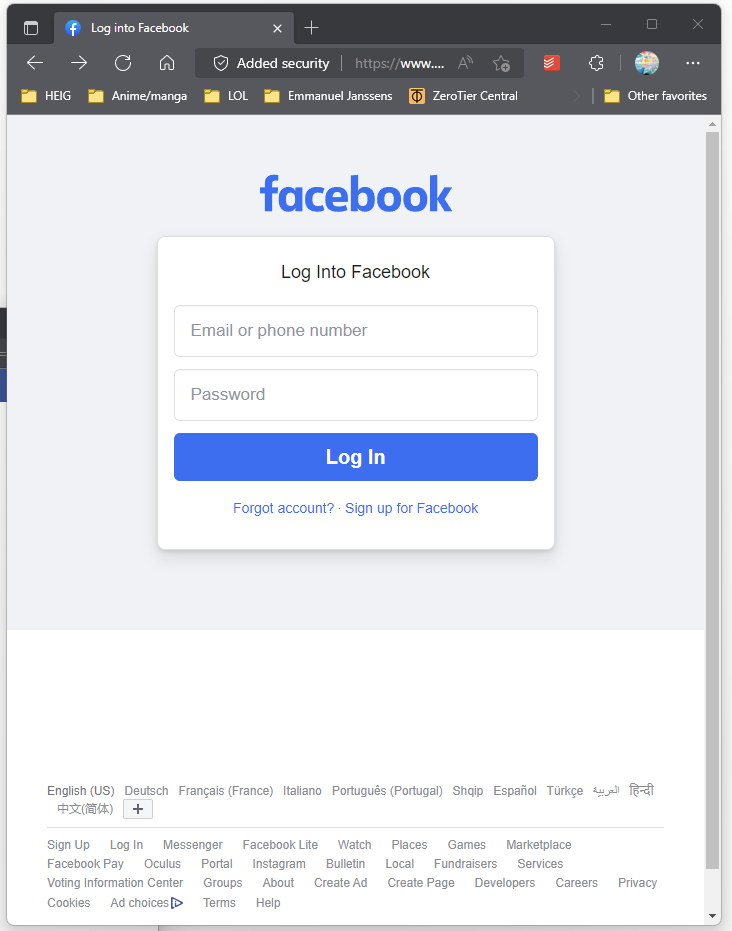 Log into Facebook
Added security https://www....
HEIG Anime/manga LOL Emmanuel Janssens ZeroTier Central Other favorites
facebook
Log Into Facebook
Email or phone number
Password
Log In
Forgot account? · Sign up for Facebook
English (US) Deutsch Français (France) Italiano Português (Portugal) Shqip Español Türkçe العربية हिन्दी
中文(简体)
Sign Up Log In Messenger Facebook Lite Watch Places Games Marketplace
Facebook Pay Oculus Portal Instagram Bulletin Local Fundraisers Services
Voting Information Center Groups About Create Ad Create Page Developers Careers Privacy
Cookies Ad choices Terms Help